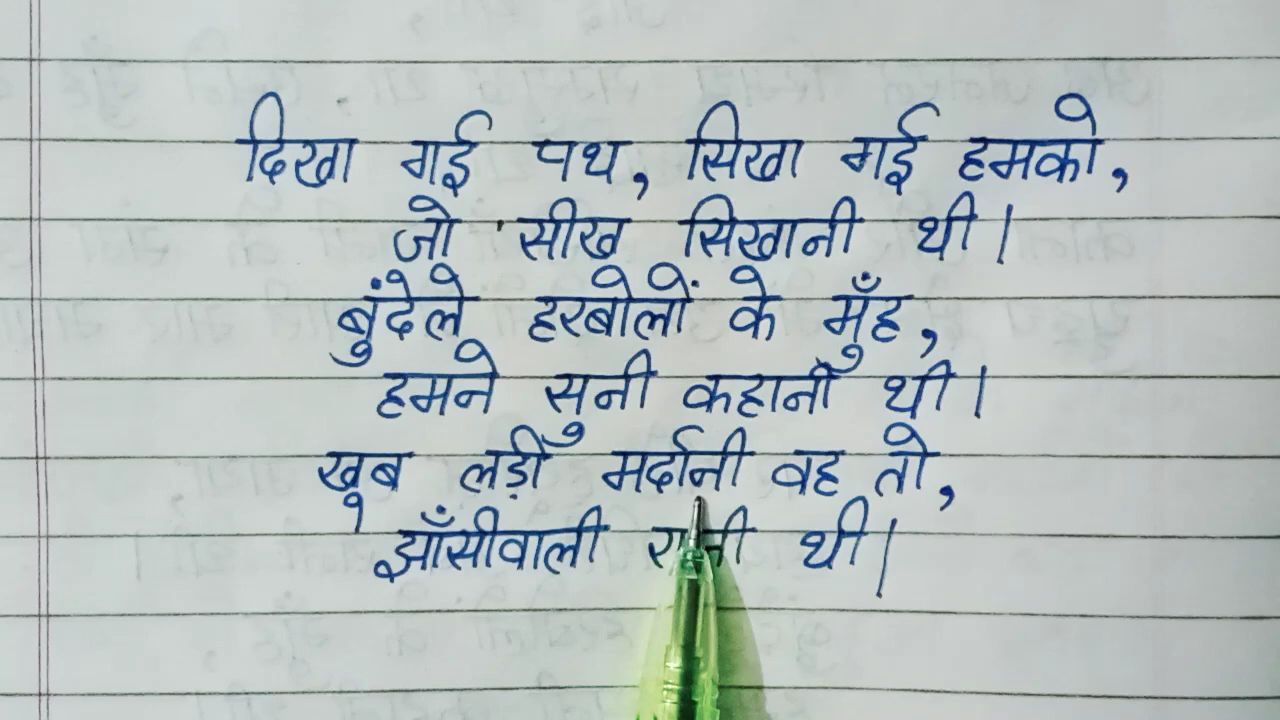 दिखा गई पथ, सिखा गई हमको,
जो सीख सिखानी थी।
बुंदेले हरबोलों के मुँह,
हमने सुनी कहानी थी।
खूब लड़ी मर्दानी वह तो,
झाँसीवाली रानी थी।